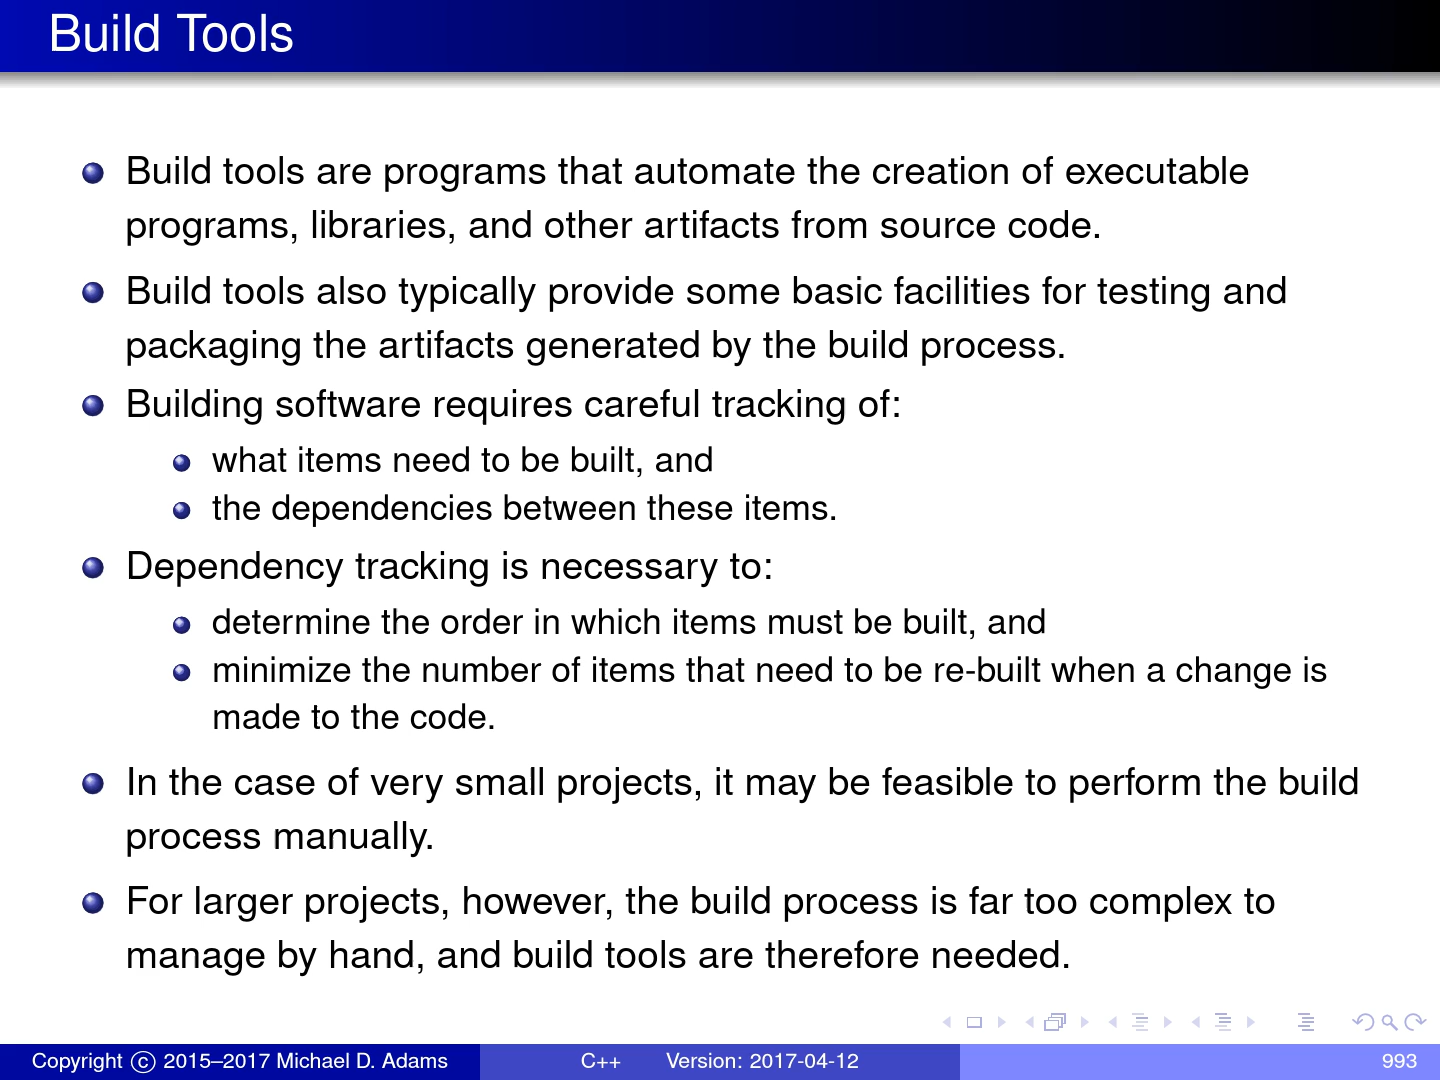 Build Tools
Build tools are programs that automate the creation of executable
programs, libraries, and other artifacts from source code.
Build tools also typically provide some basic facilities for testing and
packaging the artifacts generated by the build process.
Building software requires careful tracking of:
what items need to be built, and
the dependencies between these items.
Dependency tracking is necessary to:
determine the order in which items must be built, and
minimize the number of items that need to be re-built when a change is
made to the code.
In the case of very small projects, it may be feasible to perform the build
process manually.
For larger projects, however, the build process is far too complex to
manage by hand, and build tools are therefore needed.
Copyright © 2015–2017 Michael D. Adams C++ Version: 2017-04-12 993